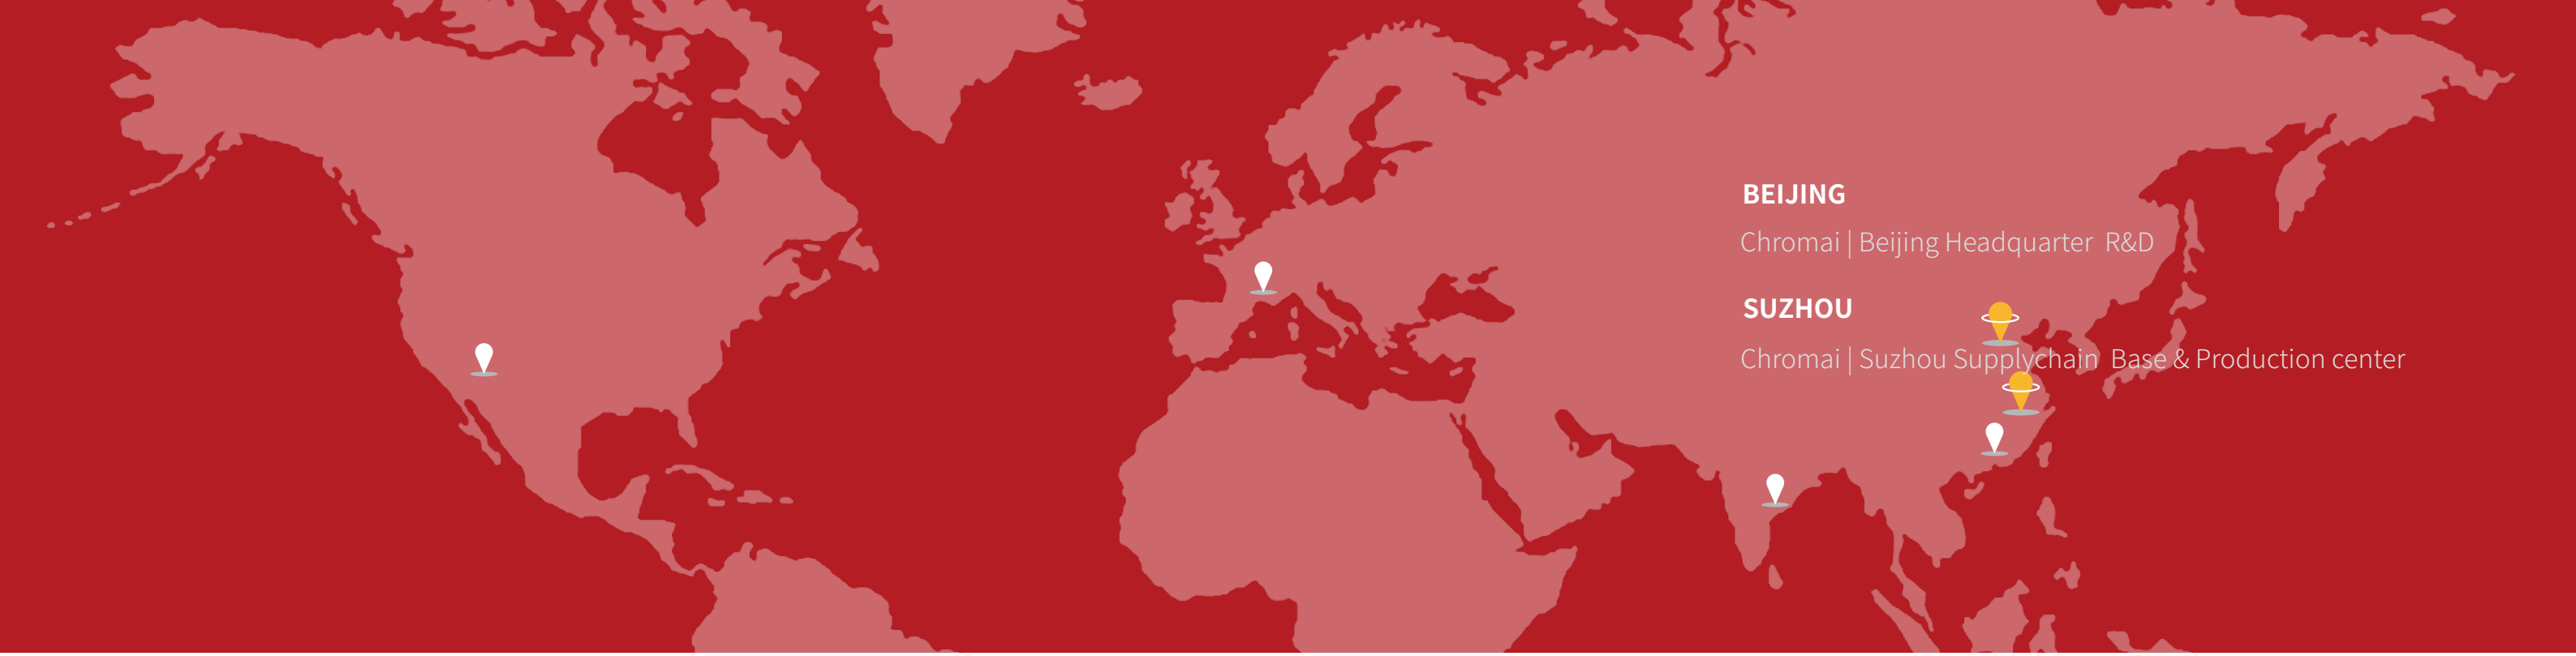 BEIJING
Chromai | Beijing Headquarter R&D
SUZHOU
Chromai | Suzhou Supplychain Base & Production center